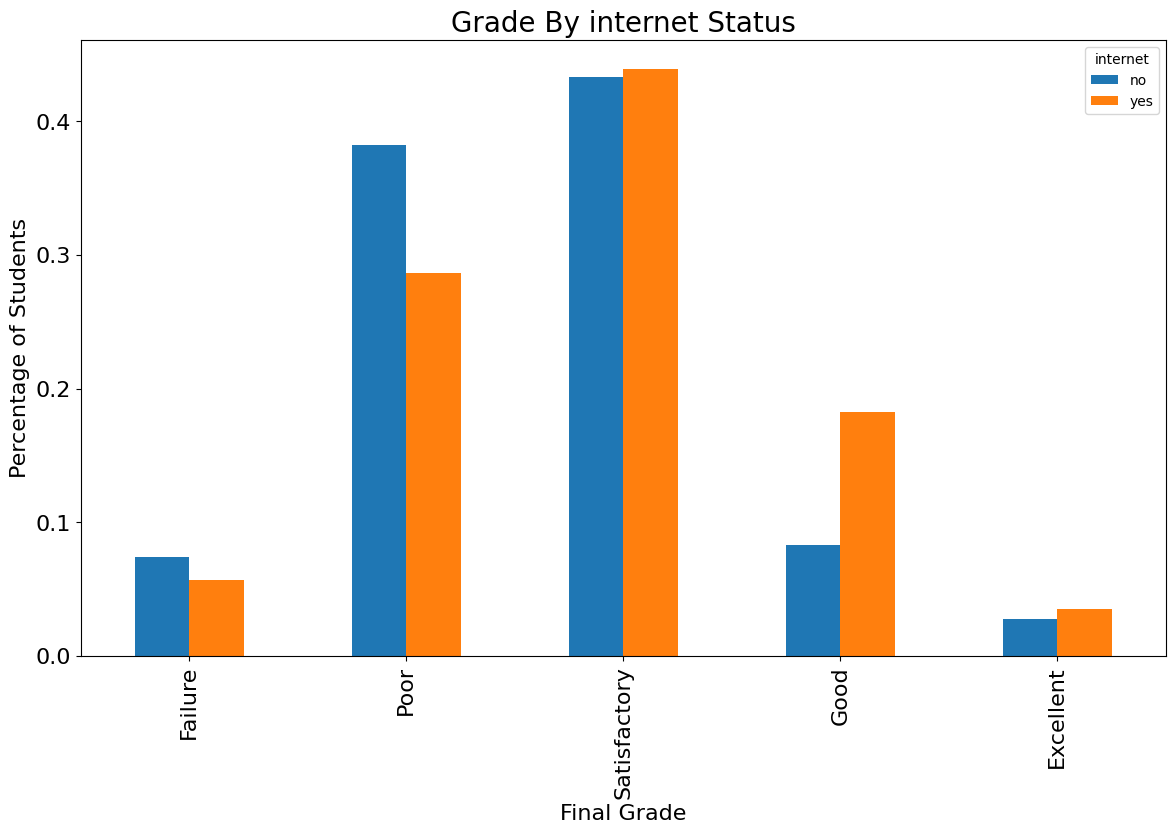 Grade By internet Status
internet
no
yes
Percentage of Students
0.4
0.3
0.2
0.1
0.0
Failure
Poor
Satisfactory
Good
Excellent
Final Grade